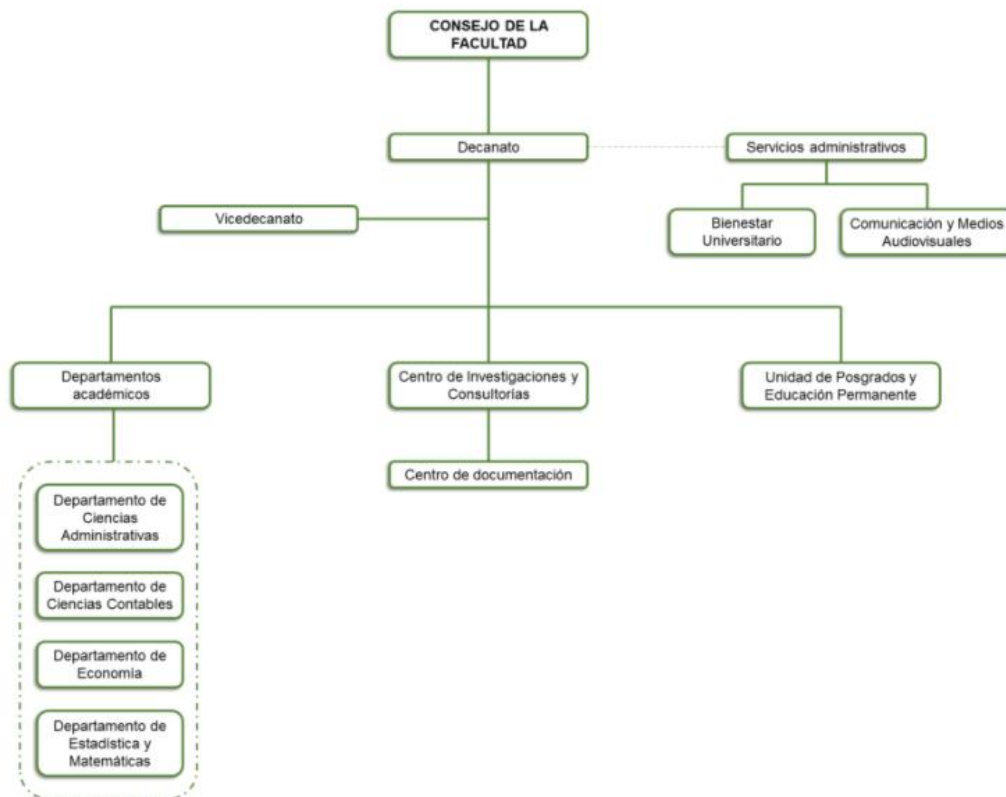 CONSEJO DE LA
FACULTAD
Decanato
Servicios administrativos
Vicedecanato
Bienestar
Universitario
Comunicación y Medios
Audiovisuales
Departamentos
académicos
Centro de Investigaciones y
Consultorías
Unidad de Posgrados y
Educación Permanente
Centro de documentación
Departamento de
Ciencias
Administrativas
Departamento de
Ciencias Contables
Departamento de
Economía
Departamento de
Estadística y
Matemáticas